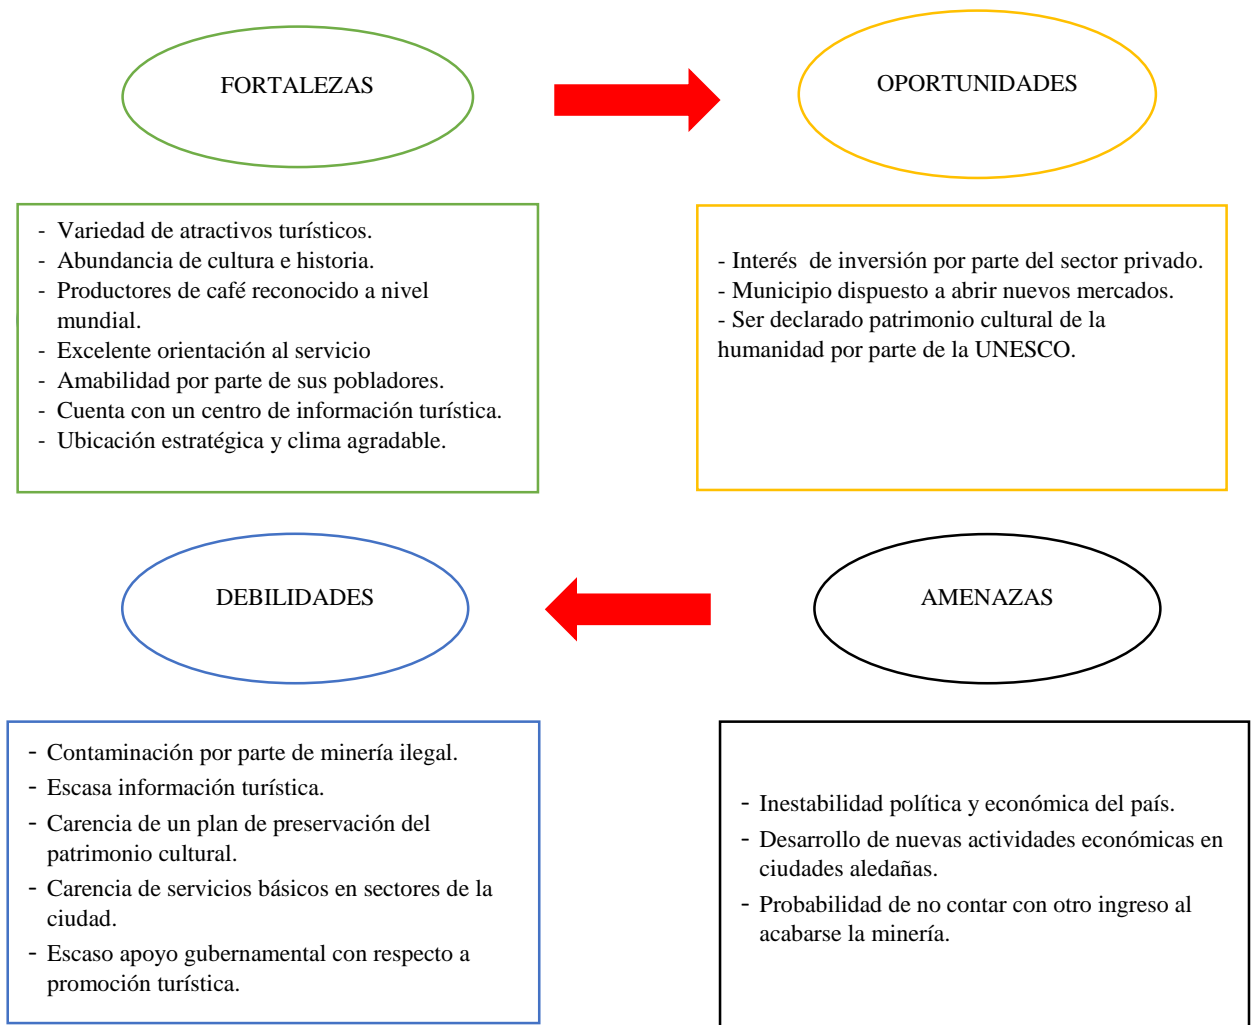 FORTALEZAS
OPORTUNIDADES
- Variedad de atractivos turísticos.
- Abundancia de cultura e historia.
- Productores de café reconocido a nivel
mundial.
- Excelente orientación al servicio
- Amabilidad por parte de sus pobladores.
- Cuenta con un centro de información turística.
- Ubicación estratégica y clima agradable.
- Interés de inversión por parte del sector privado.
- Municipio dispuesto a abrir nuevos mercados.
- Ser declarado patrimonio cultural de la
humanidad por parte de la UNESCO.
DEBILIDADES
AMENAZAS
- Contaminación por parte de minería ilegal.
- Escasa información turística.
- Carencia de un plan de preservación del
patrimonio cultural.
- Carencia de servicios básicos en sectores de la
ciudad.
- Escaso apoyo gubernamental con respecto a
promoción turística.
- Inestabilidad política y económica del país.
- Desarrollo de nuevas actividades económicas en
ciudades aledañas.
- Probabilidad de no contar con otro ingreso al
acabarse la minería.